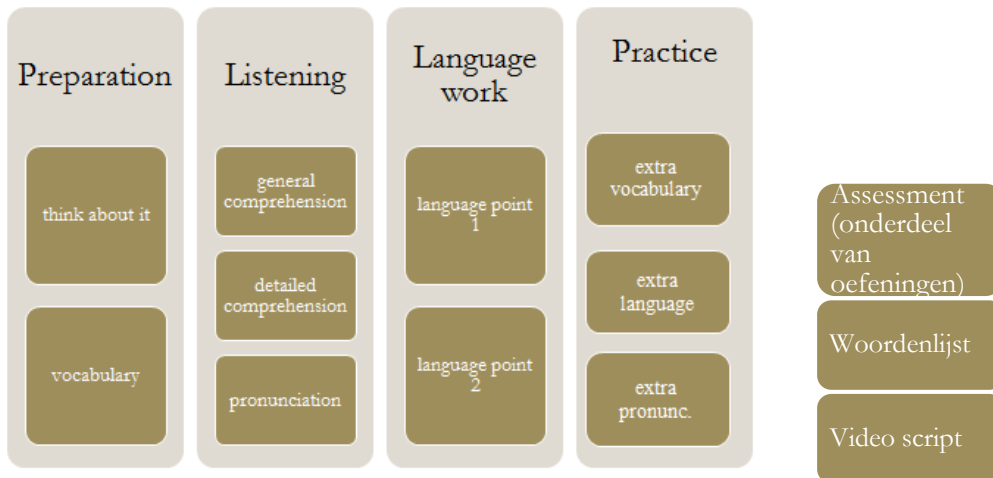 Preparation
think about it
vocabulary
Listening
general
comprehension
detailed
comprehension
pronunciation
Language
work
language point
1
language point
2
Practice
extra
vocabulary
extra
language
extra
pronunc.
Assessment
(onderdeel
van
oefeningen)
Woordenlijst
Video script